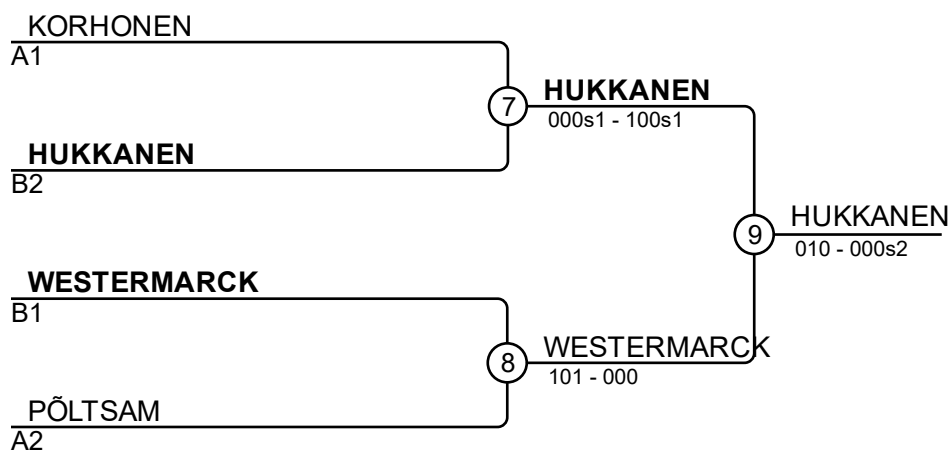 KORHONEN
A1
7
HUKKANEN
000s1 - 100s1
HUKKANEN
B2
9
HUKKANEN
010 - 000s2
WESTERMARCK
B1
8
WESTERMARCK
101 - 000
PÕLTSAM
A2